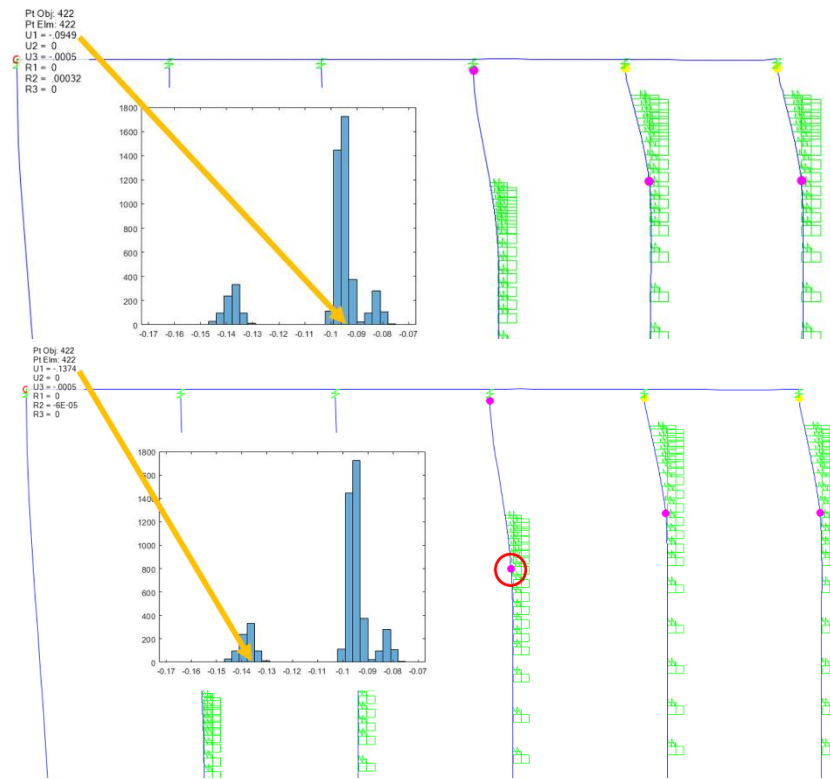 Pt Obj: 422
Pt Elm: 422
U1 = -.0949
U2 = 0
U3 = -.0005
R1 = 0
R2 = .00032
R3 = 0
1800
1600
1400
1200
1000
800
600
400
200
0
-0.17 -0.16 -0.15 -0.14 -0.13 -0.12 -0.11 -0.1 -0.09 -0.08 -0.07
Pt Obj: 422
Pt Elm: 422
U1 = -.1374
U2 = 0
U3 = -.0005
R1 = 0
R2 = -6E-05
R3 = 0
1800
1600
1400
1200
1000
800
600
400
200
0
-0.17 -0.16 -0.15 -0.14 -0.13 -0.12 -0.11 -0.1 -0.09 -0.08 -0.07